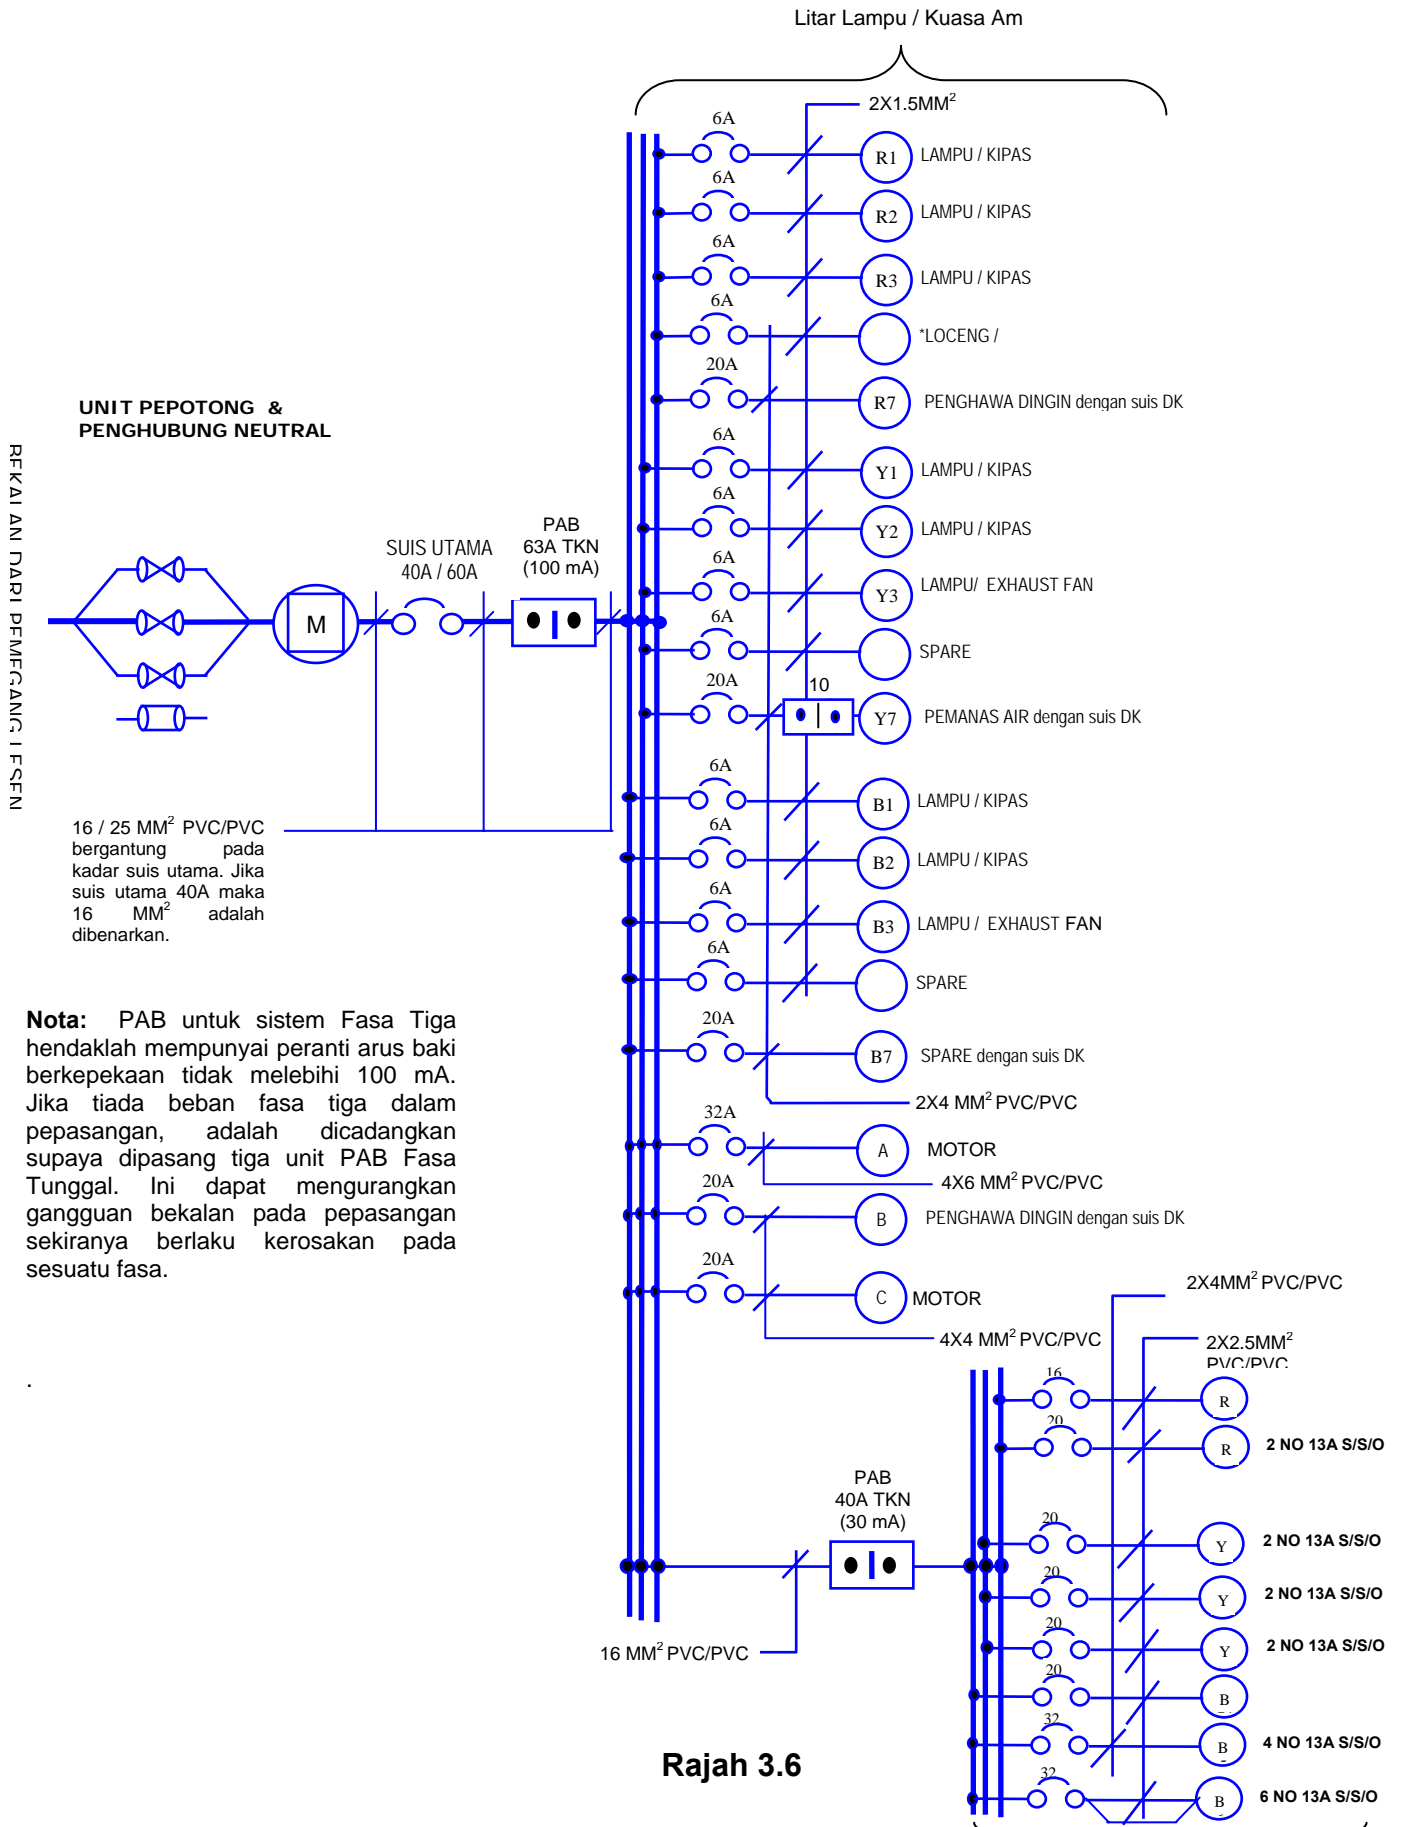 Litar Lampu / Kuasa Am
2X1.5MM²
6A
R1 LAMPU / KIPAS
6A
R2 LAMPU / KIPAS
6A
R3 LAMPU / KIPAS
6A
*LOCENG /
20A
R7 PENGHAWA DINGIN dengan suis DK
6A
Y1 LAMPU / KIPAS
6A
Y2 LAMPU / KIPAS
6A
Y3 LAMPU/ EXHAUST FAN
6A
SPARE
20A
10
Y7 PEMANAS AIR dengan suis DK
6A
B1 LAMPU / KIPAS
6A
B2 LAMPU / KIPAS
6A
B3 LAMPU / EXHAUST FAN
6A
SPARE
20A
B7 SPARE dengan suis DK
2X4 MM² PVC/PVC
32A
A MOTOR
4X6 MM² PVC/PVC
20A
B PENGHAWA DINGIN dengan suis DK
20A
C MOTOR
4X4 MM² PVC/PVC
UNIT PEPOTONG &
PENGHUBUNG NEUTRAL
BEKALAN DARI PEMEGANG LESEN
M
SUIS UTAMA
40A / 60A
PAB
63A TKN
(100 mA)
16 / 25 MM² PVC/PVC
bergantung pada
kadar suis utama. Jika
suis utama 40A maka
16 MM² adalah
dibenarkan.
Nota: PAB untuk sistem Fasa Tiga
hendaklah mempunyai peranti arus baki
berkepekaan tidak melebihi 100 mA.
Jika tiada beban fasa tiga dalam
pepasangan, adalah dicadangkan
supaya dipasang tiga unit PAB Fasa
Tunggal. Ini dapat mengurangkan
gangguan bekalan pada pepasangan
sekiranya berlaku kerosakan pada
sesuatu fasa.
.
2X4MM² PVC/PVC
2X2.5MM²
PVC/PVC
16
R
20
R 2 NO 13A S/S/O
20
Y 2 NO 13A S/S/O
20
Y 2 NO 13A S/S/O
20
Y 2 NO 13A S/S/O
20
B
32
B 4 NO 13A S/S/O
32
B 6 NO 13A S/S/O
PAB
40A TKN
(30 mA)
16 MM² PVC/PVC
Rajah 3.6